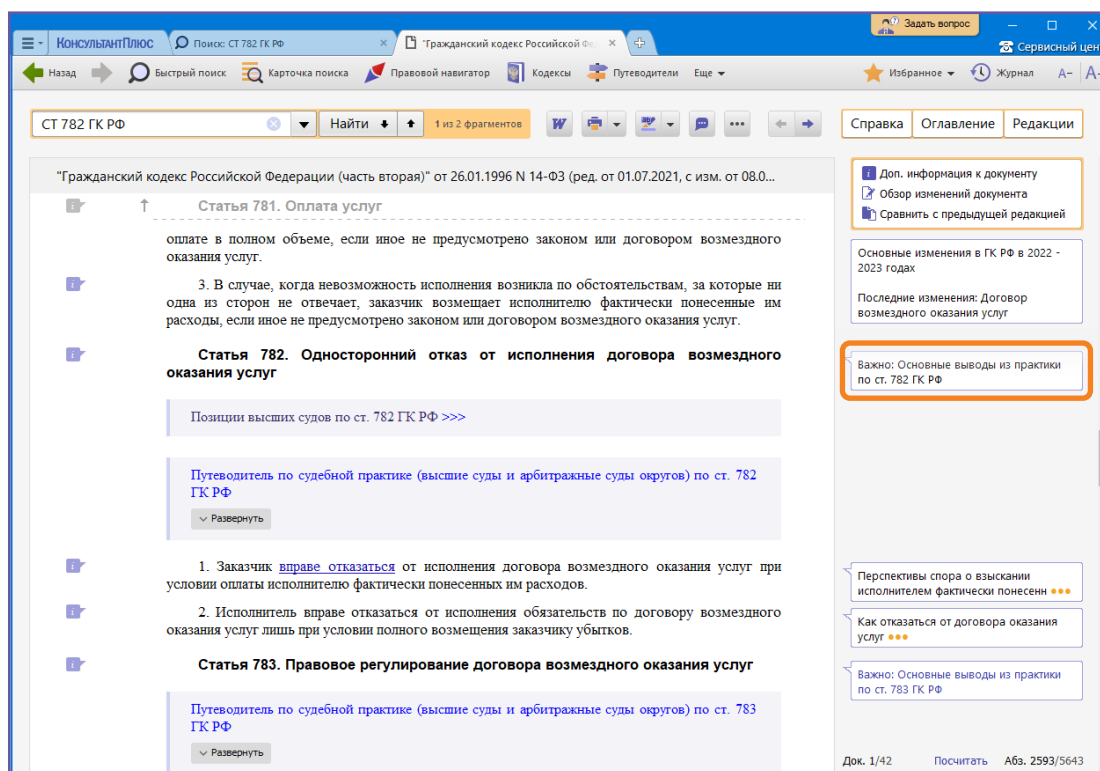 Задать вопрос
КонсультантПлюс
Поиск: СТ 782 ГК РФ
"Гражданский кодекс Российской Фе
Сервисный цен
Назад
Быстрый поиск
Карточка поиска
Правовой навигатор
Кодексы
Путеводители
Еще
Избранное
Журнал
А− А-
СТ 782 ГК РФ
Найти
1 из 2 фрагментов
Справка
Оглавление
Редакции
"Гражданский кодекс Российской Федерации (часть вторая)" от 26.01.1996 N 14-ФЗ (ред. от 01.07.2021, с изм. от 08.0...
Статья 781. Оплата услуг
оплате в полном объеме, если иное не предусмотрено законом или договором возмездного
оказания услуг.
3. В случае, когда невозможность исполнения возникла по обстоятельствам, за которые ни
одна из сторон не отвечает, заказчик возмещает исполнителю фактически понесенные им
расходы, если иное не предусмотрено законом или договором возмездного оказания услуг.
Статья 782. Односторонний отказ от исполнения договора возмездного
оказания услуг
Позиции высших судов по ст. 782 ГК РФ >>>
Путеводитель по судебной практике (высшие суды и арбитражные суды округов) по ст. 782
ГК РФ
Развернуть
1. Заказчик вправе отказаться от исполнения договора возмездного оказания услуг при
условии оплаты исполнителю фактически понесенных им расходов.
2. Исполнитель вправе отказаться от исполнения обязательств по договору возмездного
оказания услуг лишь при условии полного возмещения заказчику убытков.
Статья 783. Правовое регулирование договора возмездного оказания услуг
Путеводитель по судебной практике (высшие суды и арбитражные суды округов) по ст. 783
ГК РФ
Развернуть
Доп. информация к документу
Обзор изменений документа
Сравнить с предыдущей редакцией
Основные изменения в ГК РФ в 2022 -
2023 годах
Последние изменения: Договор
возмездного оказания услуг
Важно: Основные выводы из практики
по ст. 782 ГК РФ
Перспективы спора о взыскании
исполнителем фактически понесенн
Как отказаться от договора оказания
услуг
Важно: Основные выводы из практики
по ст. 783 ГК РФ
Док. 1/42
Посчитать
Абз. 2593/5643